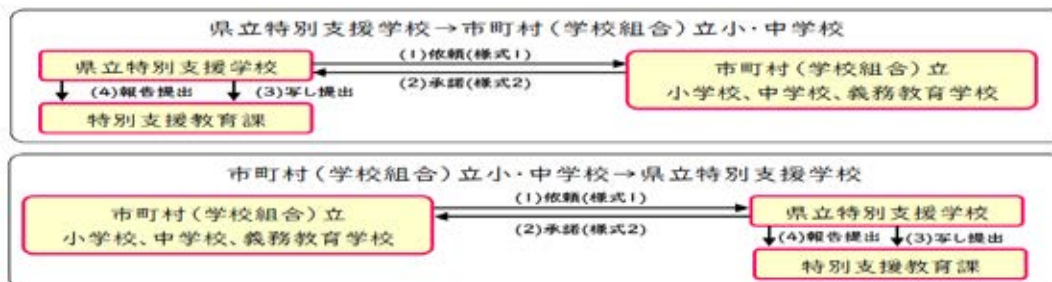 県立特別支援学校→市町村(学校組合)立小・中学校
県立特別支援学校
(1)依頼(様式1)
(2)承諾(様式2)
市町村(学校組合)立
小学校、中学校、義務教育学校
(4)報告提出
(3)写し提出
特別支援教育課
市町村(学校組合)立小・中学校→県立特別支援学校
市町村(学校組合)立
小学校、中学校、義務教育学校
(1)依頼(様式1)
(2)承諾(様式2)
県立特別支援学校
(4)報告提出
(3)写し提出
特別支援教育課